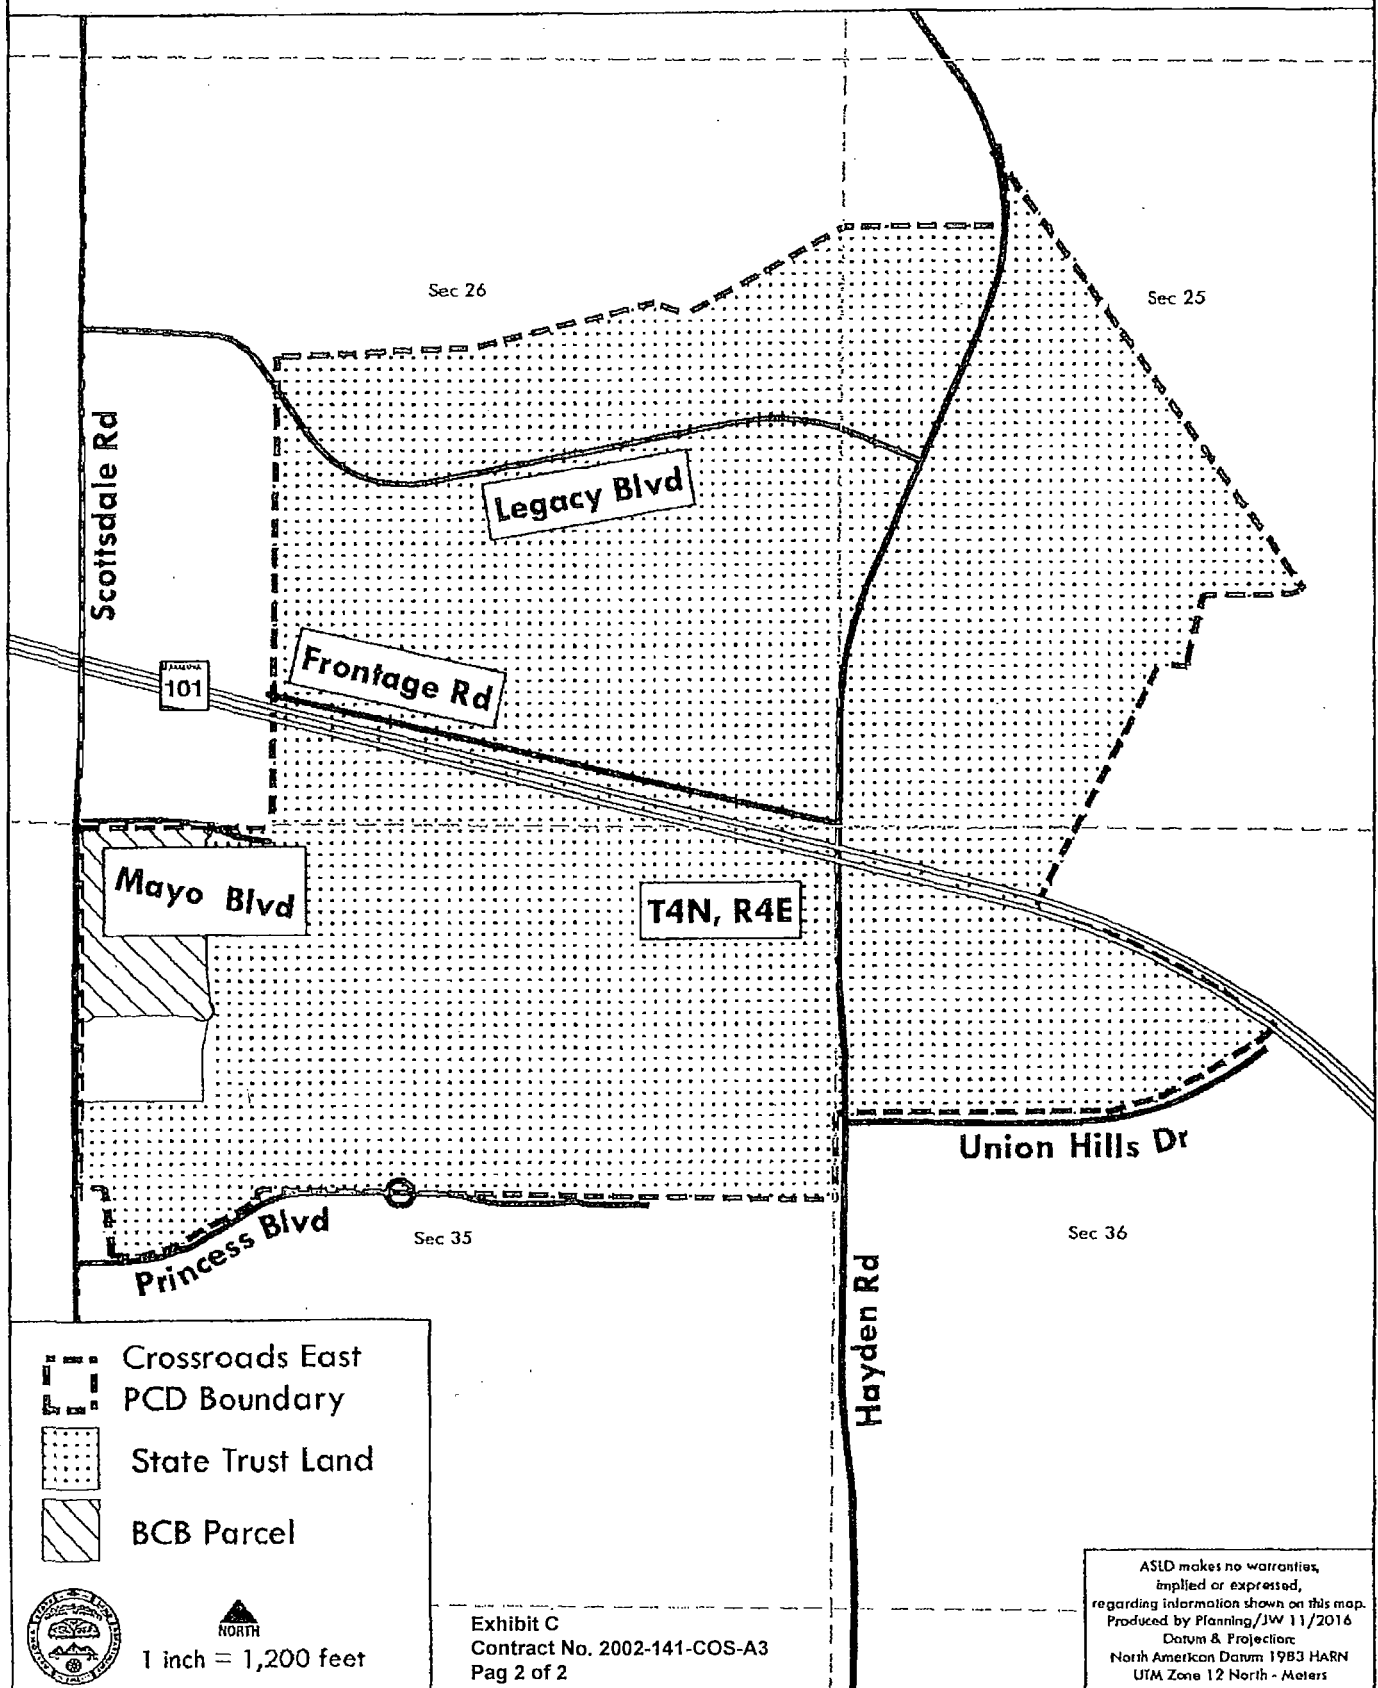 Sec 26
Sec 25
Scottsdale Rd
Legacy Blvd
Frontage Rd
101
Mayo Blvd
T4N, R4E
Union Hills Dr
Princess Blvd
Sec 35
Sec 36
Hayden Rd
Crossroads East
PCD Boundary
State Trust Land
BCB Parcel
NORTH
1 inch = 1,200 feet
Exhibit C
Contract No. 2002-141-COS-A3
Pag 2 of 2
ASLD makes no warranties,
implied or expressed,
regarding information shown on this map.
Produced by Planning/JW 11/2016
Datum & Projection:
North American Datum 1983 HARN
UTM Zone 12 North - Meters